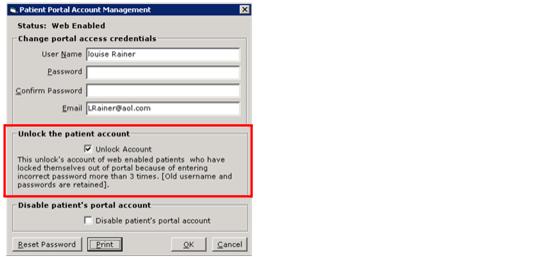 Patient Portal Account Management
Status: Web Enabled
Change portal access credentials
User Name louise Rainer
Password
Confirm Password
Email LRainer@aol.com
Unlock the patient account
Unlock Account
This unlock's account of web enabled patients who have
locked themselves out of portal because of entering
incorrect password more than 3 times. [Old username and
passwords are retained].
Disable patient's portal account
Disable patient's portal account
Reset Password Print OK Cancel